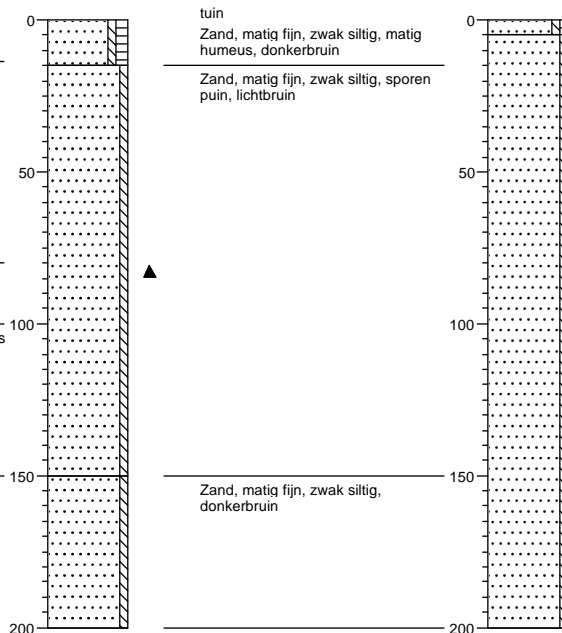 tuin
0
Zand, matig fijn, zwak siltig, matig
humeus, donkerbruin
Zand, matig fijn, zwak siltig, sporen
puin, lichtbruin
50
100
s
150
Zand, matig fijn, zwak siltig,
donkerbruin
200
0
50
100
150
200